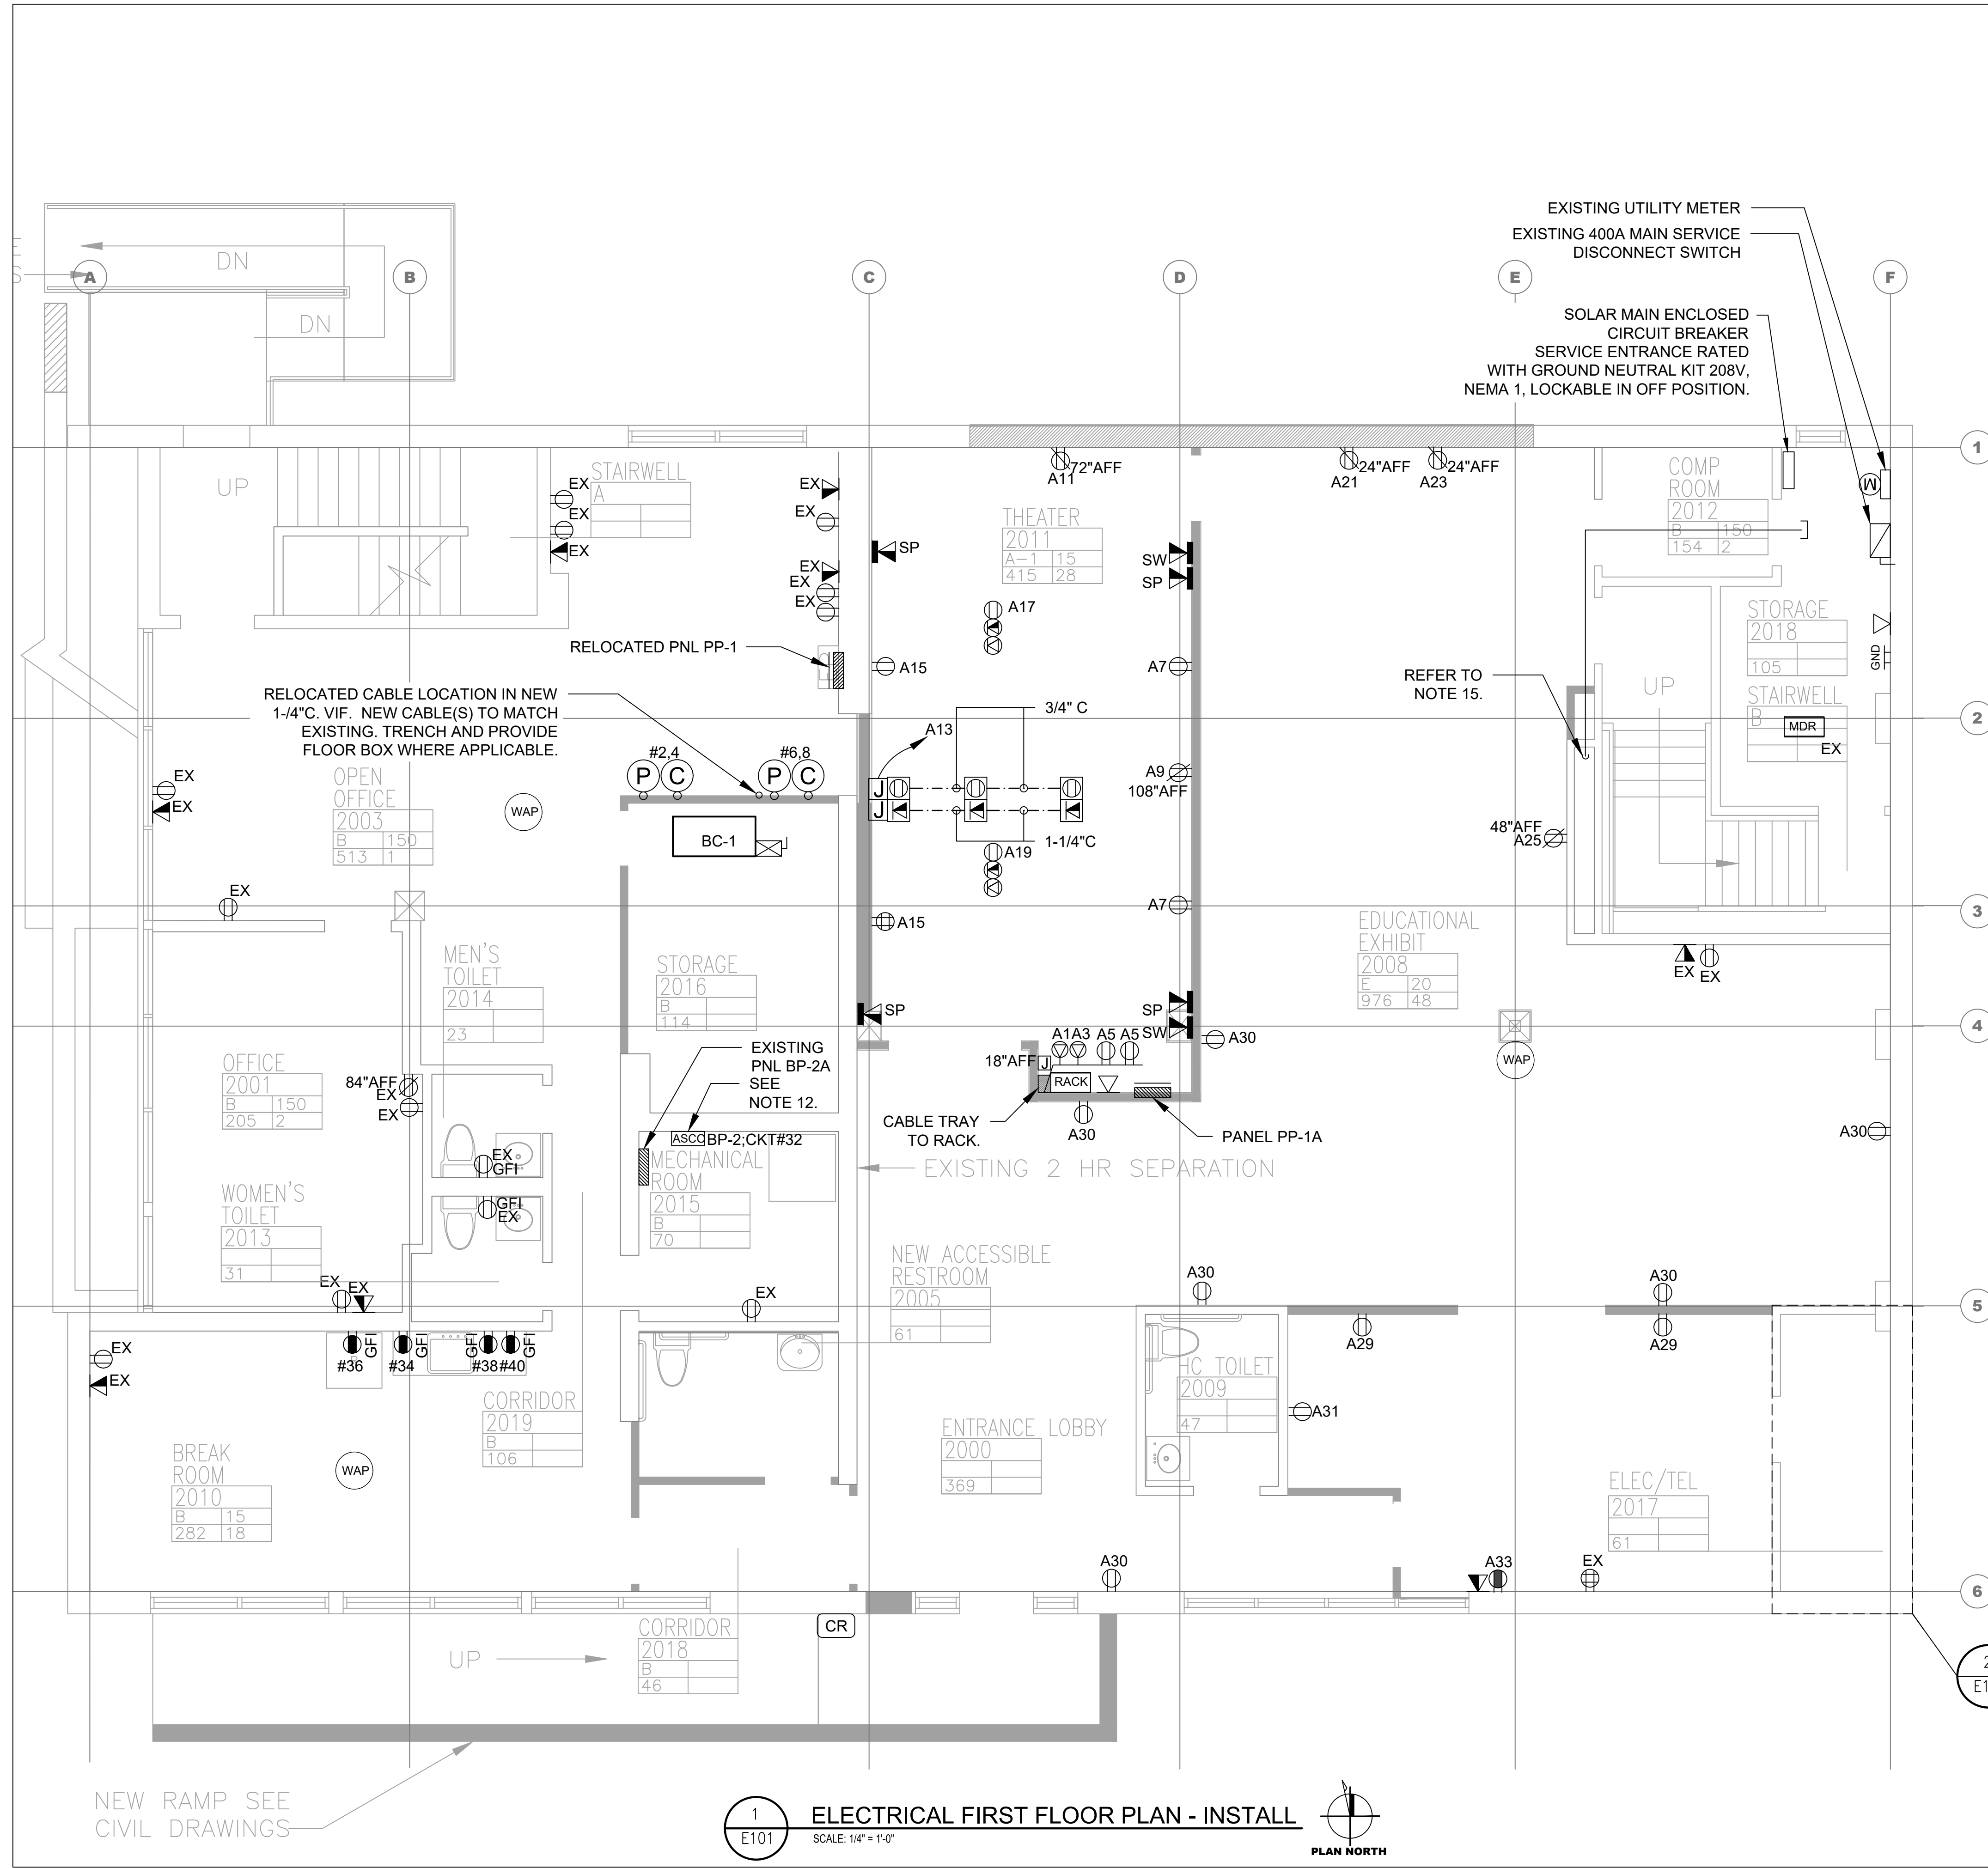 EXISTING UTILITY METER
EXISTING 400A MAIN SERVICE
DISCONNECT SWITCH
DN
A
B
C
D
E
F
DN
SOLAR MAIN ENCLOSED
CIRCUIT BREAKER
SERVICE ENTRANCE RATED
WITH GROUND NEUTRAL KIT 208V,
NEMA 1, LOCKABLE IN OFF POSITION.
1
72"AFF
A11
24"AFF
A21
24"AFF
A23
UP
STAIRWELL
A
EX
EX
EX
EX
EX
EX
EX
EX
SP
THEATER
2011
A-1 15
415 28
SW
SP
COMP
ROOM
2012
B 150
154 2
M
A17
STORAGE
2018
105
GND
RELOCATED PNL PP-1
A15
A7
REFER TO
NOTE 15.
UP
STAIRWELL
B
MDR
EX
2
RELOCATED CABLE LOCATION IN NEW
1-/4"C. VIF. NEW CABLE(S) TO MATCH
EXISTING. TRENCH AND PROVIDE
FLOOR BOX WHERE APPLICABLE.
3/4" C
A13
#2,4
#6,8
P C
P C
J
J
A9
108"AFF
EX
EX
OPEN
OFFICE
2003
B 150
513 1
WAP
BC-1
1-1/4"C
A19
48"AFF
A25
EX
A15
A7
3
EDUCATIONAL
EXHIBIT
2008
E 20
976 48
EX
EX
MEN'S
TOILET
2014
23
STORAGE
2016
B
114
SP
SP
SW
A30
4
WAP
A1 A3 A5 A5
18"AFF
J
RACK
EXISTING
PNL BP-2A
SEE
NOTE 12.
OFFICE
2001
B 150
205 2
84"AFF
EX
EX
CABLE TRAY
TO RACK.
A30
PANEL PP-1A
A30
ASCO
BP-2;CKT#32
MECHANICAL
ROOM
2015
B
70
EXISTING 2 HR SEPARATION
EX
GFI
GFI
EX
WOMEN'S
TOILET
2013
31
NEW ACCESSIBLE
RESTROOM
2005
61
EX
EX
EX
A30
A30
5
A29
A29
GFI
GFI
GFI
GFI
#36
#34
#38
#40
EX
EX
HC TOILET
2009
47
A31
CORRIDOR
2019
B
106
ENTRANCE LOBBY
2000
369
BREAK
ROOM
2010
B 15
282 18
WAP
ELEC/TEL
2017
61
A30
A33
EX
6
CR
CORRIDOR
2018
B
46
UP
2
NEW RAMP SEE
CIVIL DRAWINGS
1
E101
ELECTRICAL FIRST FLOOR PLAN - INSTALL
SCALE: 1/4" = 1'-0"
PLAN NORTH